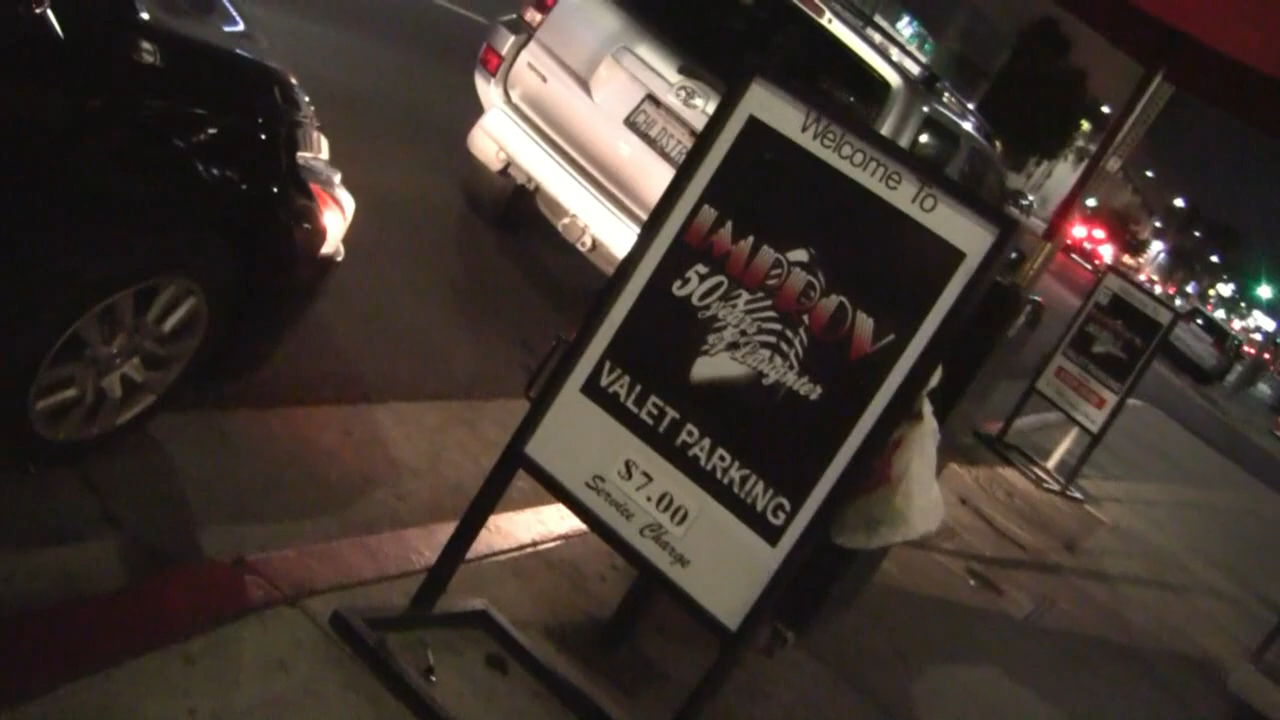 Welcome To
IMPROV
50 years
of Laughter
VALET PARKING
$7.00
Service Charge